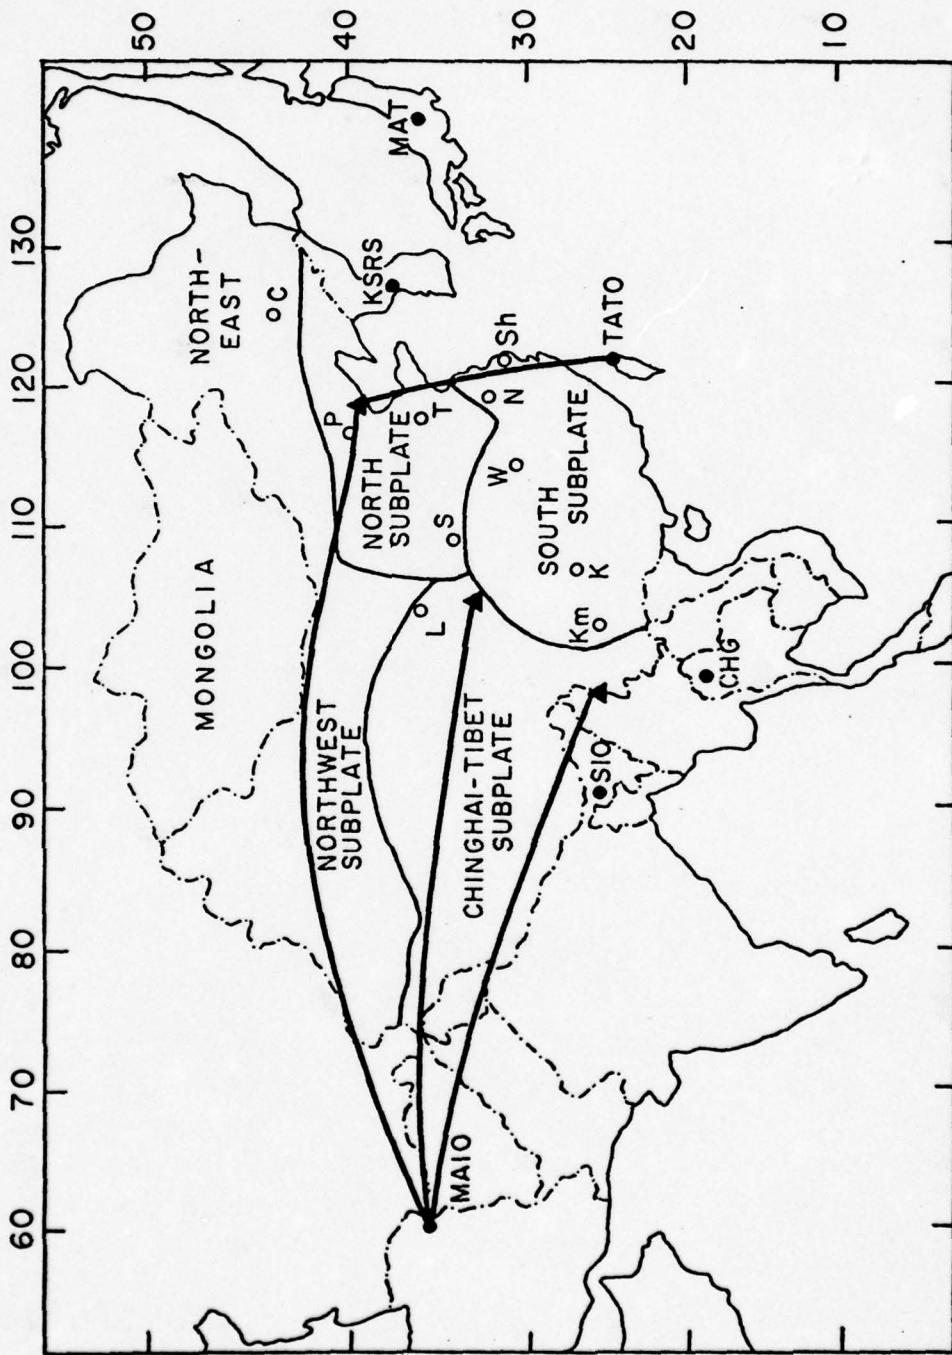 60 70 80 90 100 110 120 130
50
40
30
20
10
MONGOLIA
NORTH-
EAST
C
NORTHWEST
SUBPLATE
P
NORTH
SUBPLATE
T
S
L
KSRS
MAT
CHINGHAI-TIBET
SUBPLATE
W
N
Sh
SOUTH
SUBPLATE
K
Km
TATO
MAIO
SIO
CHG